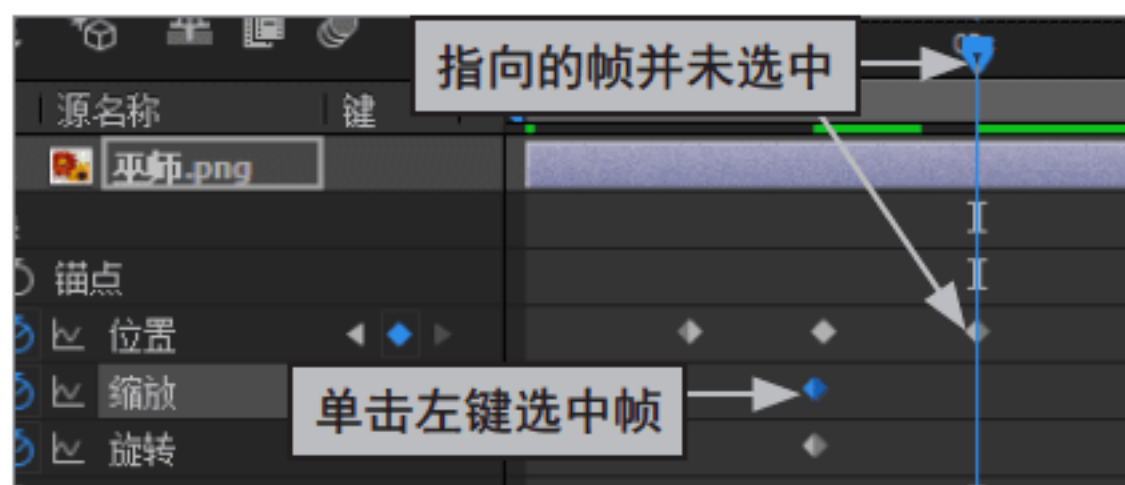 指向的帧并未选中
源名称
键
巫师.png
锚点
位置
缩放
单击左键选中帧
旋转